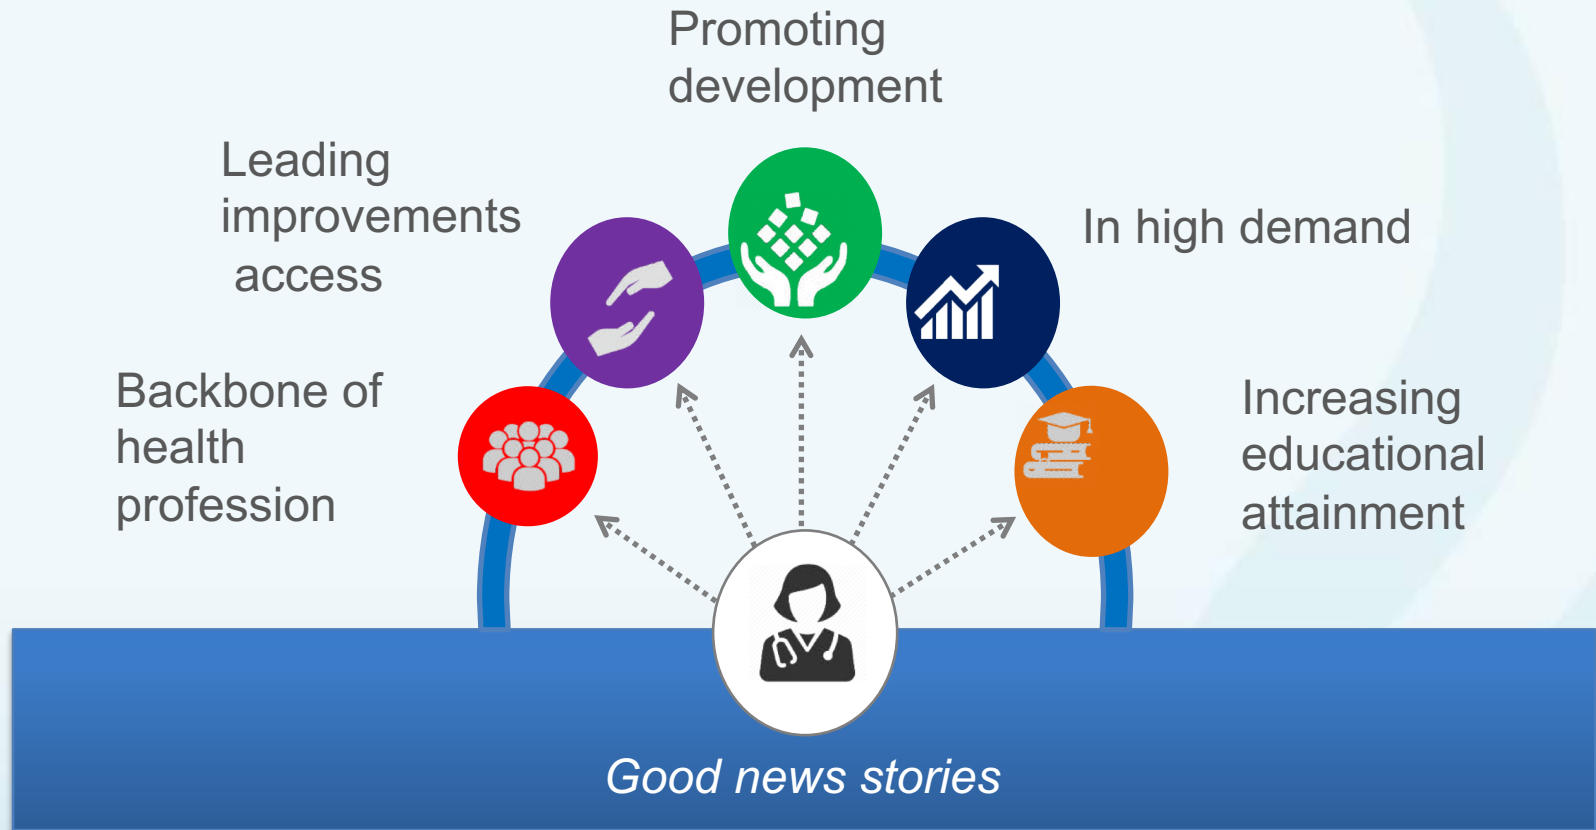 Promoting
development
Leading
improvements
access
In high demand
Backbone of
health
profession
Increasing
educational
attainment
Good news stories